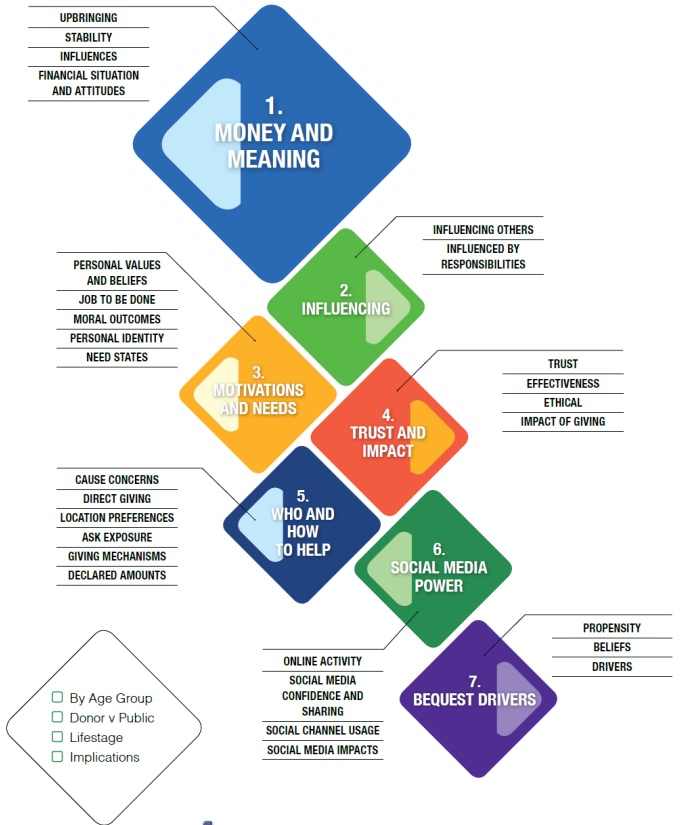 UPBRINGING
STABILITY
INFLUENCES
FINANCIAL SITUATION
AND ATTITUDES
1.
MONEY AND
MEANING
INFLUENCING OTHERS
INFLUENCED BY
RESPONSIBILITIES
2.
INFLUENCING
PERSONAL VALUES
AND BELIEFS
JOB TO BE DONE
MORAL OUTCOMES
PERSONAL IDENTITY
NEED STATES
3.
MOTIVATIONS
AND NEEDS
TRUST
EFFECTIVENESS
ETHICAL
IMPACT OF GIVING
4.
TRUST AND
IMPACT
CAUSE CONCERNS
DIRECT GIVING
LOCATION PREFERENCES
ASK EXPOSURE
GIVING MECHANISMS
DECLARED AMOUNTS
5.
WHO AND
HOW
TO HELP
6.
SOCIAL MEDIA
POWER
ONLINE ACTIVITY
SOCIAL MEDIA
CONFIDENCE AND
SHARING
SOCIAL CHANNEL USAGE
SOCIAL MEDIA IMPACTS
PROPENSITY
BELIEFS
DRIVERS
7.
BEQUEST DRIVERS
By Age Group
Donor v Public
Lifestage
Implications